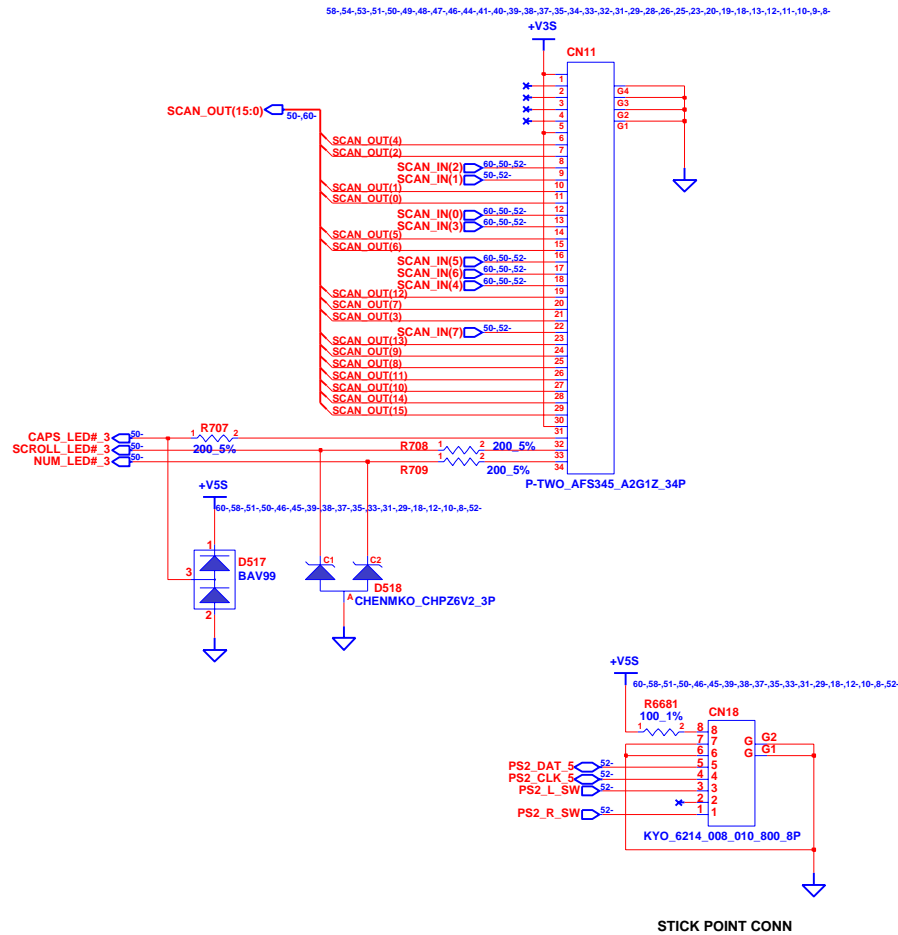 58-,54-,53-,51-,50-,49-,48-,47-,46-,44-,41-,40-,39-,38-,37-,35-,34-,33-,32-,31-,29-,28-,26-,25-,23-,20-,19-,18-,13-,12-,11-,10-,9-,8-
+V3S
CN11
1
2
3
4
5
6
7
8
9
10
11
12
13
14
15
16
17
18
19
20
21
22
23
24
25
26
27
28
29
30
31
32
33
34
G4
G3
G2
G1
SCAN_OUT(15:0) 50-,60-
SCAN_OUT(4)
SCAN_OUT(2)
SCAN_IN(2) 60-,50-,52-
SCAN_IN(1) 50-,52-
SCAN_OUT(1)
SCAN_OUT(0)
SCAN_IN(0) 60-,50-,52-
SCAN_IN(3) 60-,50-,52-
SCAN_OUT(5)
SCAN_OUT(6)
SCAN_IN(5) 60-,50-,52-
SCAN_IN(6) 60-,50-,52-
SCAN_IN(4) 60-,50-,52-
SCAN_OUT(12)
SCAN_OUT(7)
SCAN_OUT(3)
SCAN_IN(7) 50-,52-
SCAN_OUT(13)
SCAN_OUT(9)
SCAN_OUT(8)
SCAN_OUT(11)
SCAN_OUT(10)
SCAN_OUT(14)
SCAN_OUT(15)
R707
CAPS_LED#_3 50- 1 2
200_5%
SCROLL_LED#_3 50- R708 1 2 200_5%
NUM_LED#_3 50- R709 1 2 200_5%
P-TWO_AFS345_A2G1Z_34P
+V5S
60-,58-,51-,50-,46-,45-,39-,38-,37-,35-,33-,31-,29-,18-,12-,10-,8-,52-
1
3
2
D517
BAV99
C1
C2
A
D518
CHENMKO_CHPZ6V2_3P
+V5S
60-,58-,51-,50-,46-,45-,39-,38-,37-,35-,33-,31-,29-,18-,12-,10-,8-,52-
R6681
100_1%
1 2
CN18
8 8
7 7
6 6
5 5
4 4
3 3
2 2
1 1
G G2
G G1
PS2_DAT_5 52-
PS2_CLK_5 52-
PS2_L_SW 52-
PS2_R_SW 52-
KYO_6214_008_010_800_8P
STICK POINT CONN